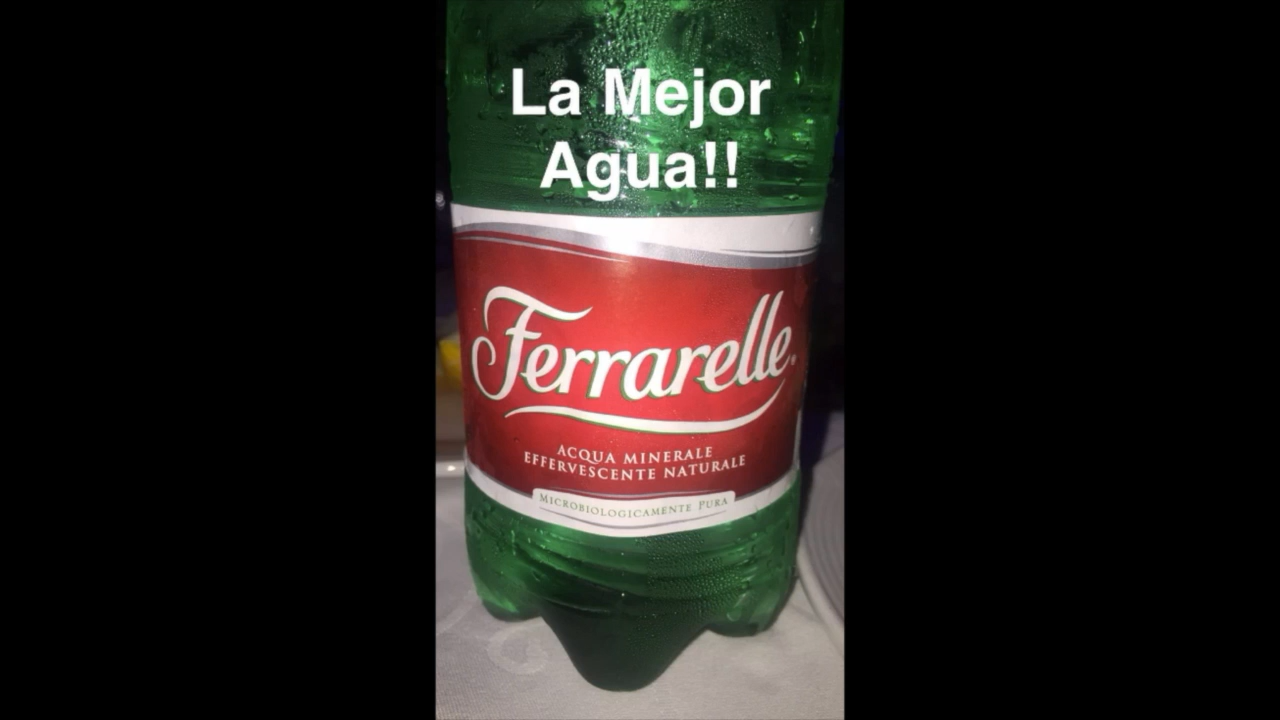 La Mejor
Agua!!
Ferrarelle
ACQUA MINERALE
EFFERVESCENTE NATURALE
MICROBIOLOGICAMENTE PURA